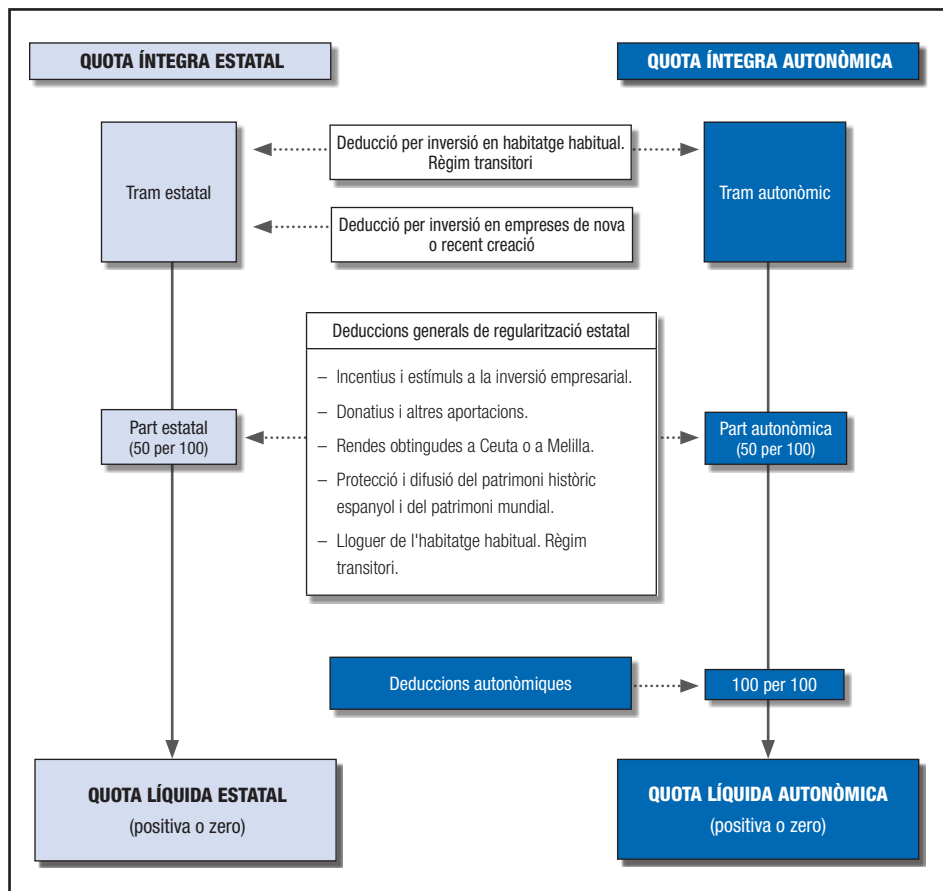 QUOTA ÍNTEGRA ESTATAL
QUOTA ÍNTEGRA AUTONÒMICA
Tram estatal
Deducció per inversió en habitatge habitual.
Règim transitori
Tram autonòmic
Deducció per inversió en empreses de nova
o recent creació
Deduccions generals de regularització estatal
– Incentius i estímuls a la inversió empresarial.
– Donatius i altres aportacions.
– Rendes obtingudes a Ceuta o a Melilla.
– Protecció i difusió del patrimoni històric
espanyol i del patrimoni mundial.
– Lloguer de l'habitatge habitual. Règim
transitori.
Part estatal
(50 per 100)
Part autonòmica
(50 per 100)
Deduccions autonòmiques
100 per 100
QUOTA LÍQUIDA ESTATAL
(positiva o zero)
QUOTA LÍQUIDA AUTONÒMICA
(positiva o zero)